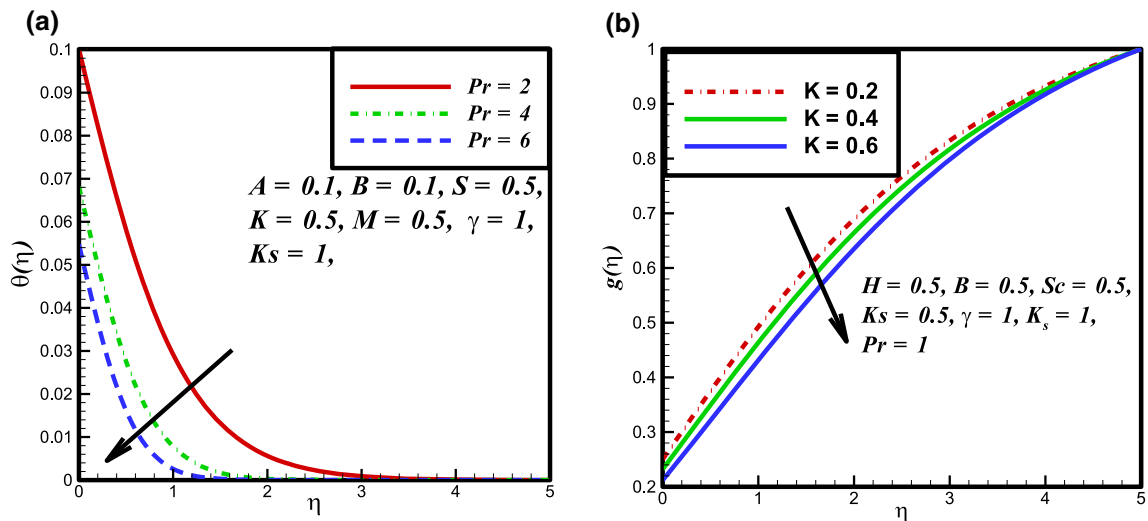 (a)
0.1
0.09
0.08
0.07
0.06
0.05
0.04
0.03
0.02
0.01
0
θ(η)
Pr = 2
Pr = 4
Pr = 6
A = 0.1, B = 0.1, S = 0.5,
K = 0.5, M = 0.5, γ = 1,
Ks = 1,
0 1 2 3 4 5
η
(b)
1
0.9
0.8
0.7
0.6
0.5
0.4
0.3
0.2
g(η)
K = 0.2
K = 0.4
K = 0.6
H = 0.5, B = 0.5, Sc = 0.5,
Ks = 0.5, γ = 1, Kₛ = 1,
Pr = 1
0 1 2 3 4 5
η